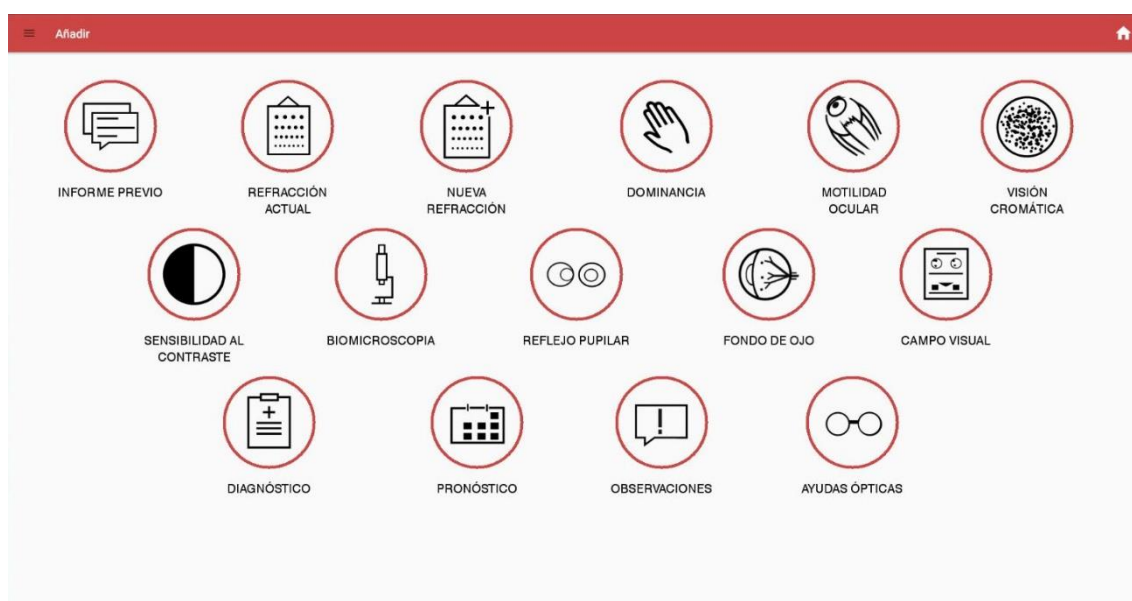 Añadir
INFORME PREVIO
REFRACCIÓN
ACTUAL
NUEVA
REFRACCIÓN
DOMINANCIA
MOTILIDAD
OCULAR
VISIÓN
CROMÁTICA
SENSIBILIDAD AL
CONTRASTE
BIOMICROSCOPIA
REFLEJO PUPILAR
FONDO DE OJO
CAMPO VISUAL
DIAGNÓSTICO
PRONÓSTICO
OBSERVACIONES
AYUDAS ÓPTICAS